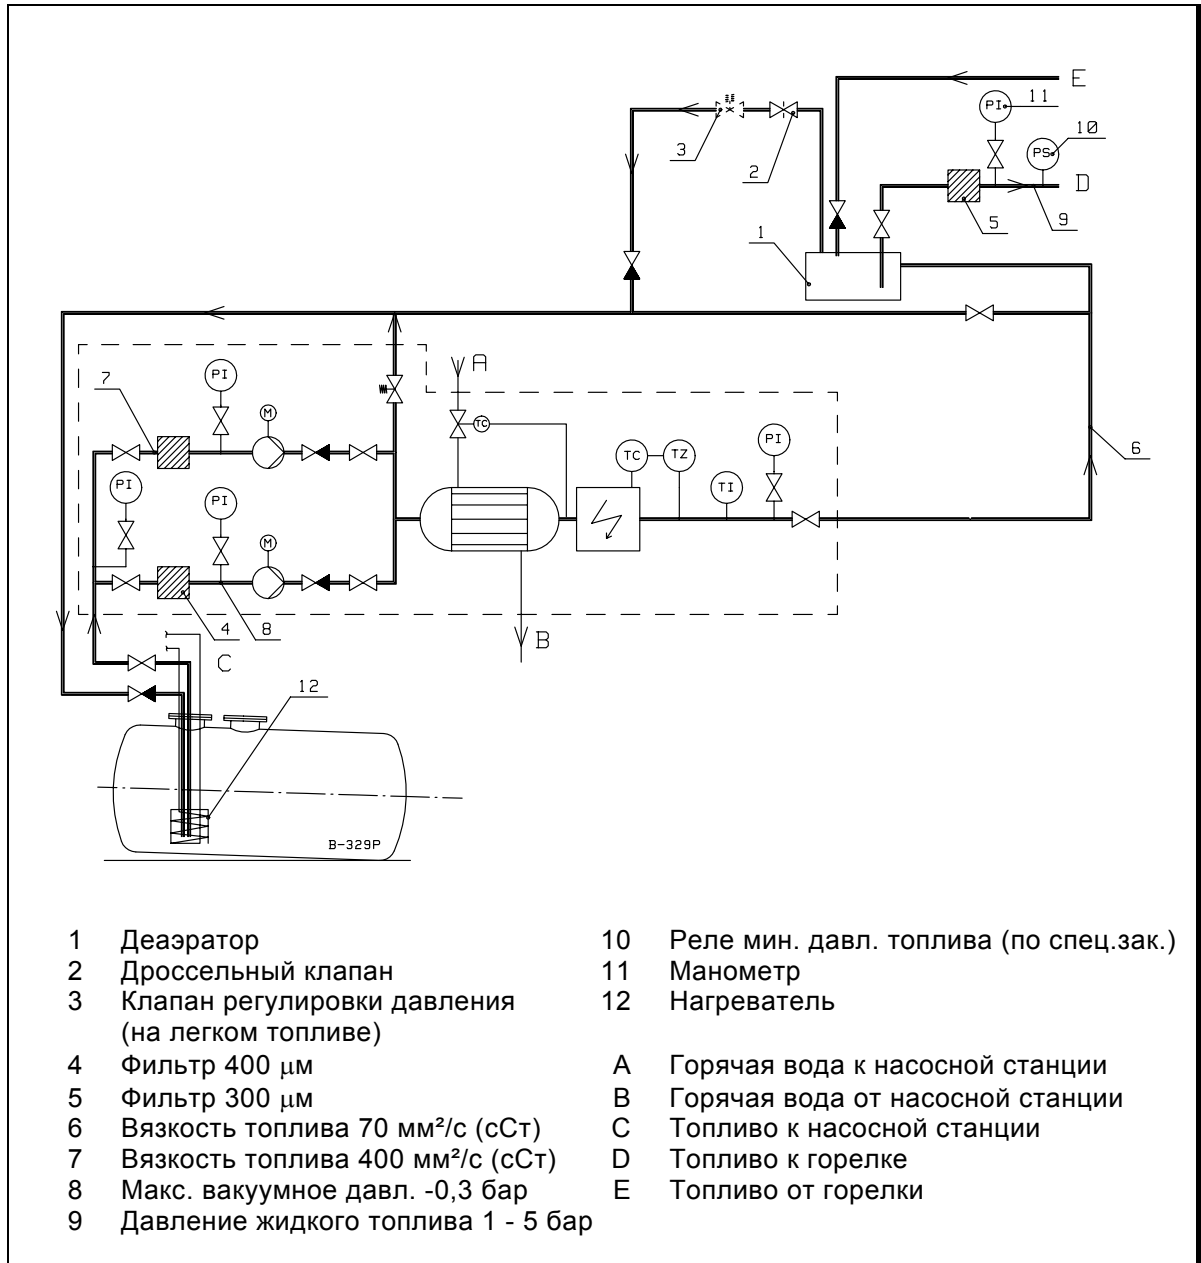 E
PI
11
10
PS
3
2
D
5
9
1
7
PI
A
M
TC
PI
TC
TZ
PI
TI
6
PI
M
4
8
B
C
12
B-329P
1 Деаэратор
2 Дроссельный клапан
3 Клапан регулировки давления
(на легком топливе)
4 Фильтр 400 μм
5 Фильтр 300 μм
6 Вязкость топлива 70 мм²/с (сСт)
7 Вязкость топлива 400 мм²/с (сСт)
8 Макс. вакуумное давл. -0,3 бар
9 Давление жидкого топлива 1 - 5 бар
10 Реле мин. давл. топлива (по спец.зак.)
11 Манометр
12 Нагреватель
A Горячая вода к насосной станции
B Горячая вода от насосной станции
C Топливо к насосной станции
D Топливо к горелке
E Топливо от горелки